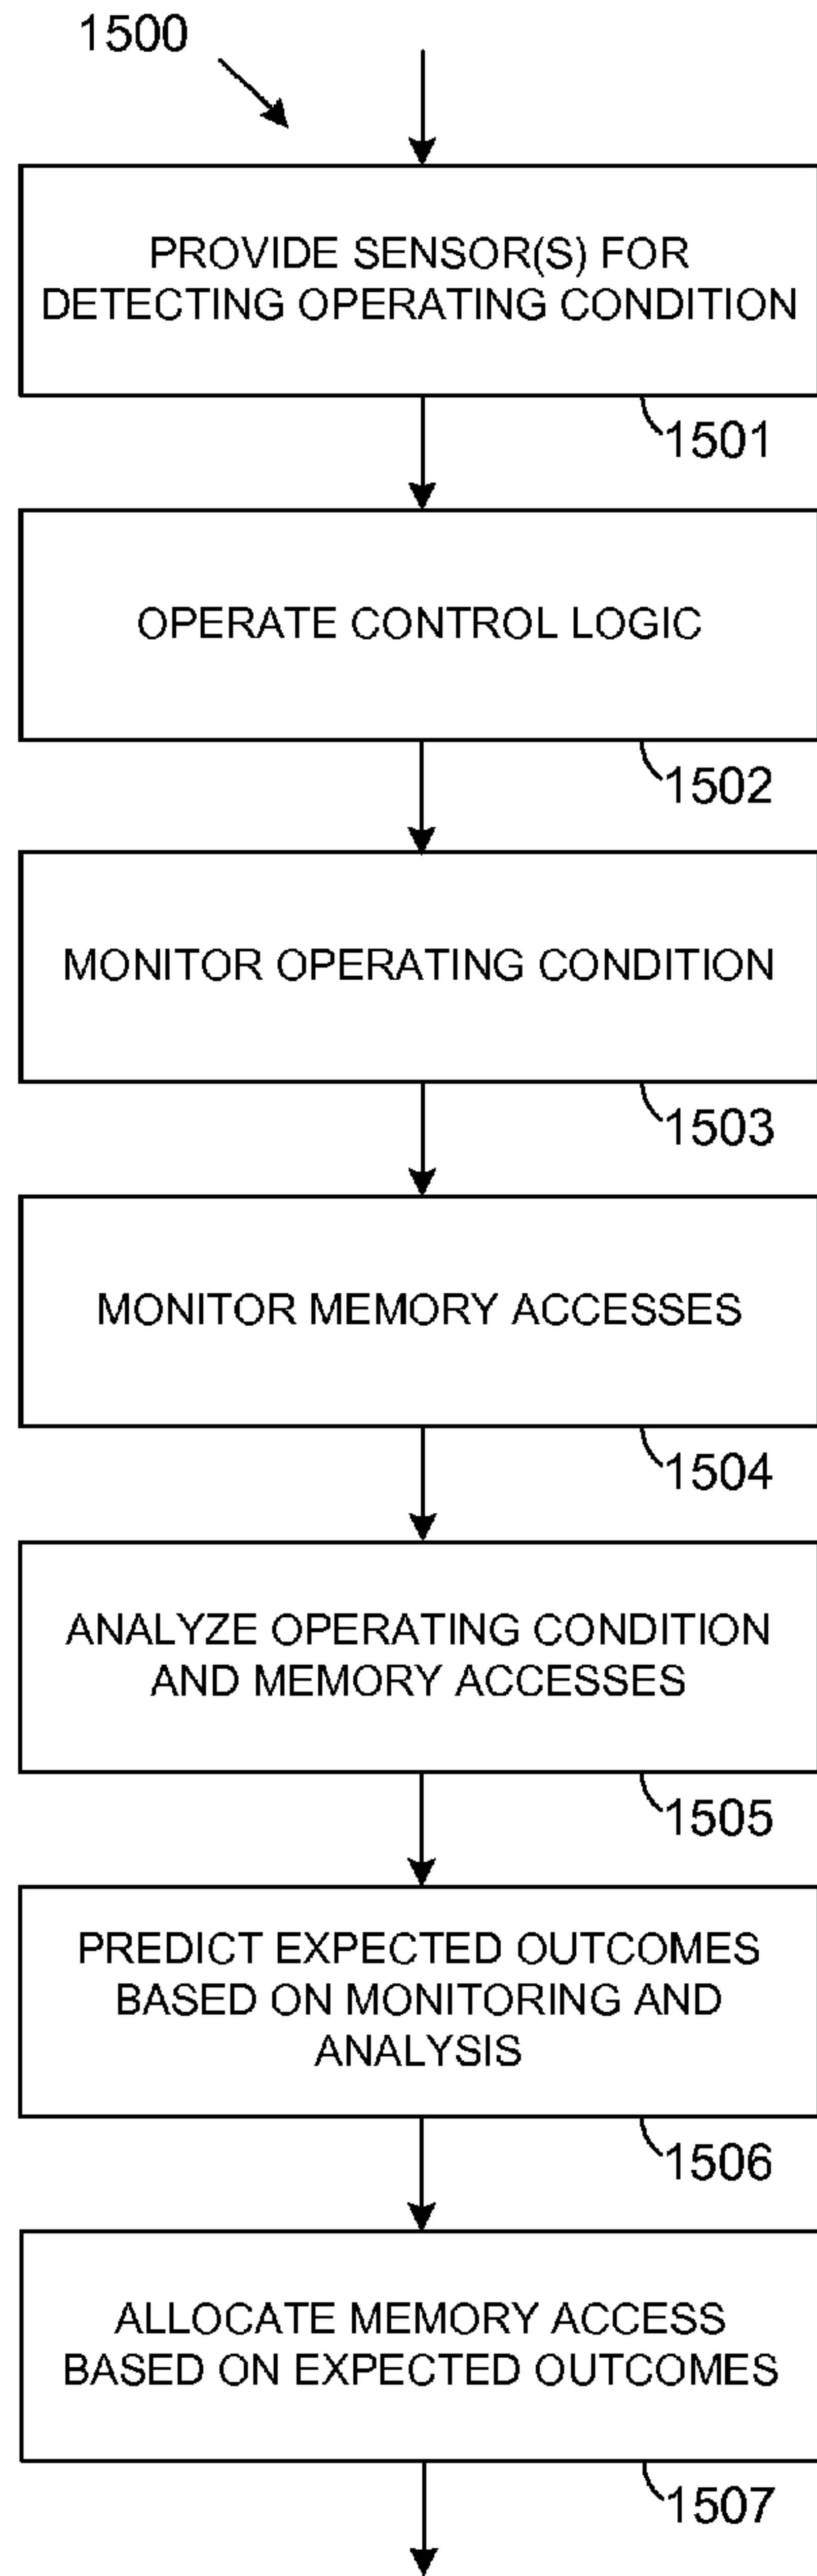 1500
PROVIDE SENSOR(S) FOR
DETECTING OPERATING CONDITION
1501
OPERATE CONTROL LOGIC
1502
MONITOR OPERATING CONDITION
1503
MONITOR MEMORY ACCESSES
1504
ANALYZE OPERATING CONDITION
AND MEMORY ACCESSES
1505
PREDICT EXPECTED OUTCOMES
BASED ON MONITORING AND
ANALYSIS
1506
ALLOCATE MEMORY ACCESS
BASED ON EXPECTED OUTCOMES
1507